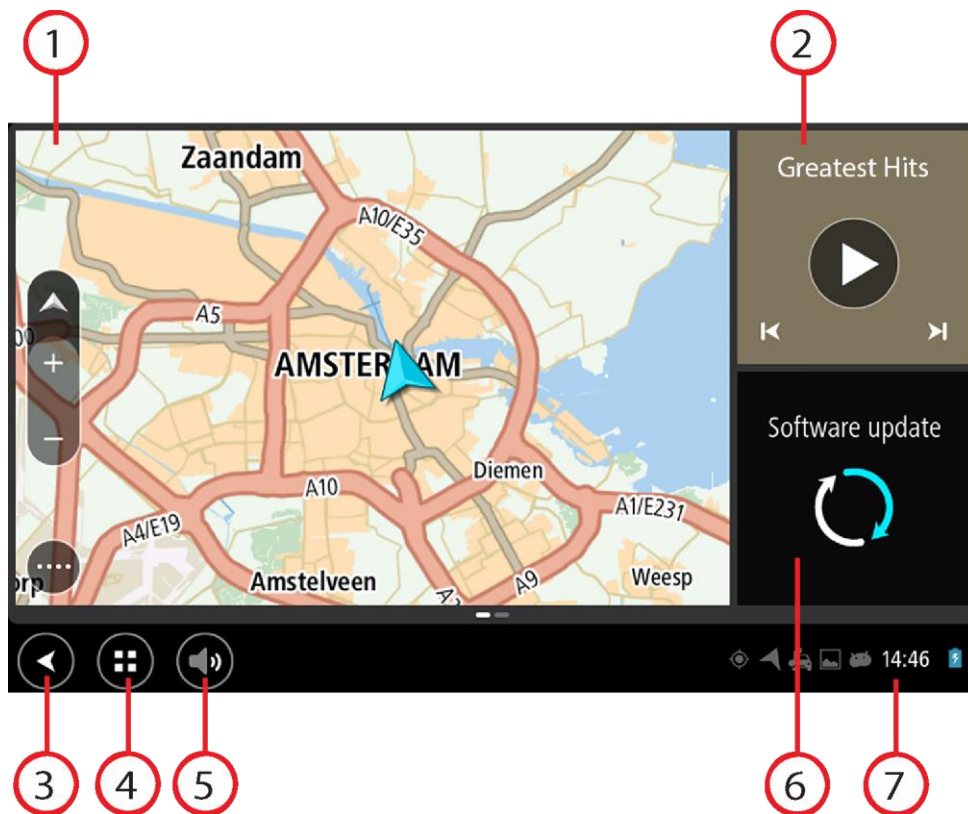 1
2
Zaandam
Greatest Hits
A10/E35
A5
00
+
AMSTERDAM
−
Software update
Diemen
A10
A1/E231
A4/E19
Amstelveen
A9
Weesp
14:46
3
4
5
6
7